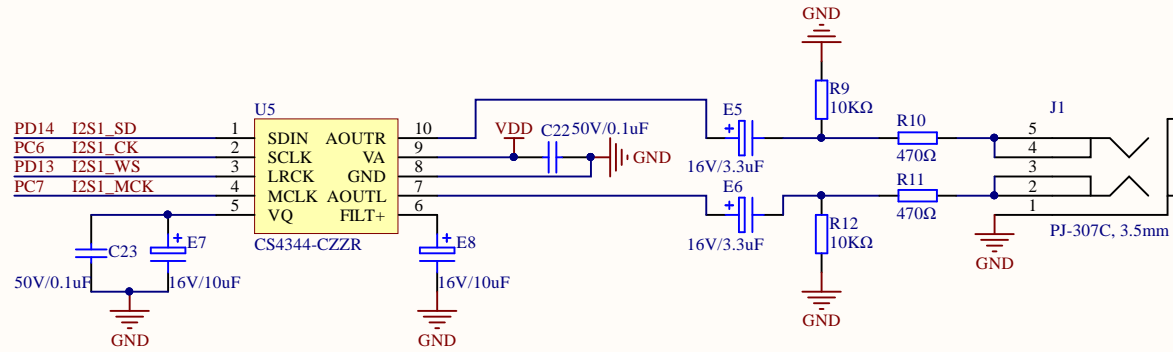 GND
U5
E5
R9
10KΩ
J1
PD14 I2S1_SD 1 SDIN AOUTR 10
VDD C22 50V/0.1uF
R10
5
PC6 I2S1_CK 2 SCLK VA 9
GND
470Ω
4
PD13 I2S1_WS 3 LRCK GND 8
16V/3.3uF
3
PC7 I2S1_MCK 4 MCLK AOUTL 7
E6
R11
2
5 VQ FILT+ 6
470Ω
1
C23
E7
CS4344-CZZR
E8
16V/3.3uF
R12
10KΩ
PJ-307C, 3.5mm
GND
50V/0.1uF
16V/10uF
16V/10uF
GND
GND
GND